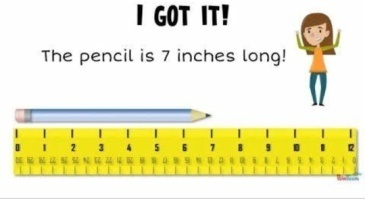 I GOT IT!
The pencil is 7 inches long!
0 1 2 3 4 5 6 7 8 9 10 11 12